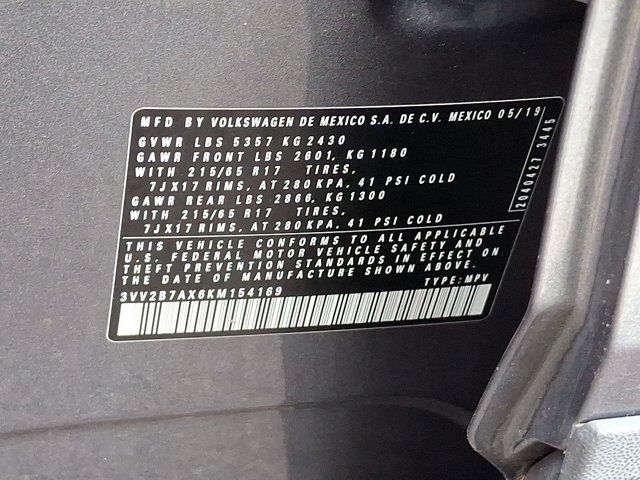 MFD BY VOLKSWAGEN DE MEXICO S.A. DE C.V. MEXICO 05/19
GVWR LBS 5357 KG 2430
GAWR FRONT LBS 2601, KG 1180
WITH 215/65 R17 TIRES,
7JX17 RIMS, AT 280 KPA, 41 PSI COLD
GAWR REAR LBS 2866, KG 1300
WITH 215/65 R17 TIRES,
7JX17 RIMS, AT 280 KPA, 41 PSI COLD
2040427 3445
THIS VEHICLE CONFORMS TO ALL APPLICABLE
U.S. FEDERAL MOTOR VEHICLE SAFETY AND
THEFT PREVENTION STANDARDS IN EFFECT ON
THE DATE OF MANUFACTURE SHOWN ABOVE.
3VV2B7AX6KM154169 TYPE: MPV